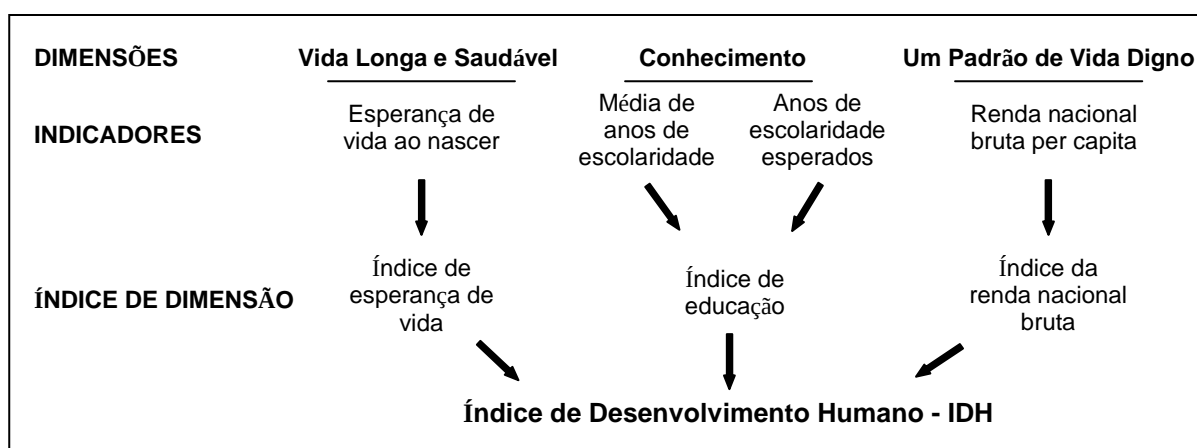 DIMENSÕES
Vida Longa e Saudável
Conhecimento
Um Padrão de Vida Digno
INDICADORES
Esperança de
vida ao nascer
Média de
anos de
escolaridade
Anos de
escolaridade
esperados
Renda nacional
bruta per capita
ÍNDICE DE DIMENSÃO
Índice de
esperança de
vida
Índice de
educação
Índice da
renda nacional
bruta
Índice de Desenvolvimento Humano - IDH